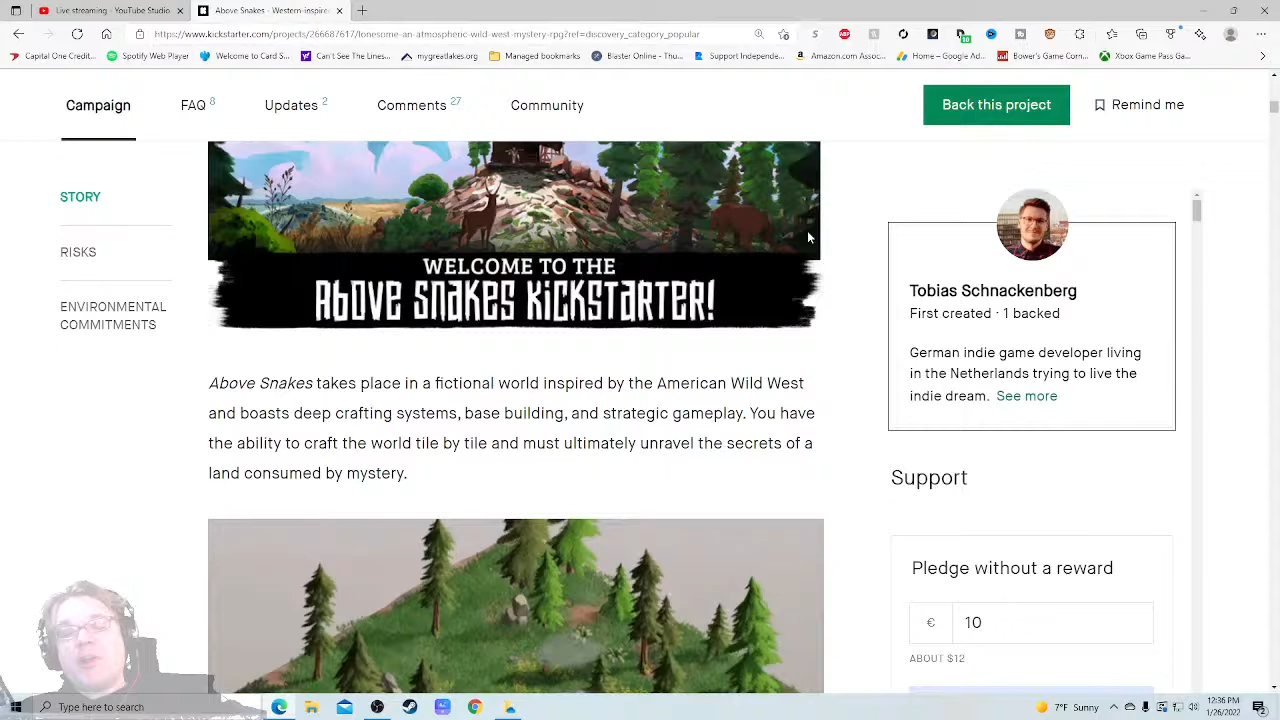 Live streaming - YouTube Studio
Above Snakes - Western-inspire
https://www.kickstarter.com/projects/266687617/lonesome-an-atmospheric-wild-west-mystery-rpg?ref=discovery_category_popular
Capital One Credit...
Spotify Web Player
Welcome to Card S...
Can't See The Lines...
mygreatlakes.org
Managed bookmarks
Blaster Online - Thu...
Support Independ...
Amazon.com Assoc...
Home – Google Ad...
Bower's Game Corn...
Xbox Game Pass Ga...
Campaign
FAQ 8
Updates 2
Comments 27
Community
Back this project
Remind me
STORY
RISKS
ENVIRONMENTAL
COMMITMENTS
WELCOME TO THE
ABOVE SNAKES KICKSTARTER!
Above Snakes takes place in a fictional world inspired by the American Wild West
and boasts deep crafting systems, base building, and strategic gameplay. You have
the ability to craft the world tile by tile and must ultimately unravel the secrets of a
land consumed by mystery.
Tobias Schnackenberg
First created · 1 backed
German indie game developer living
in the Netherlands trying to live the
indie dream. See more
Support
Pledge without a reward
€ 10
ABOUT $12
Type here to search
77°F Sunny
12:36 PM